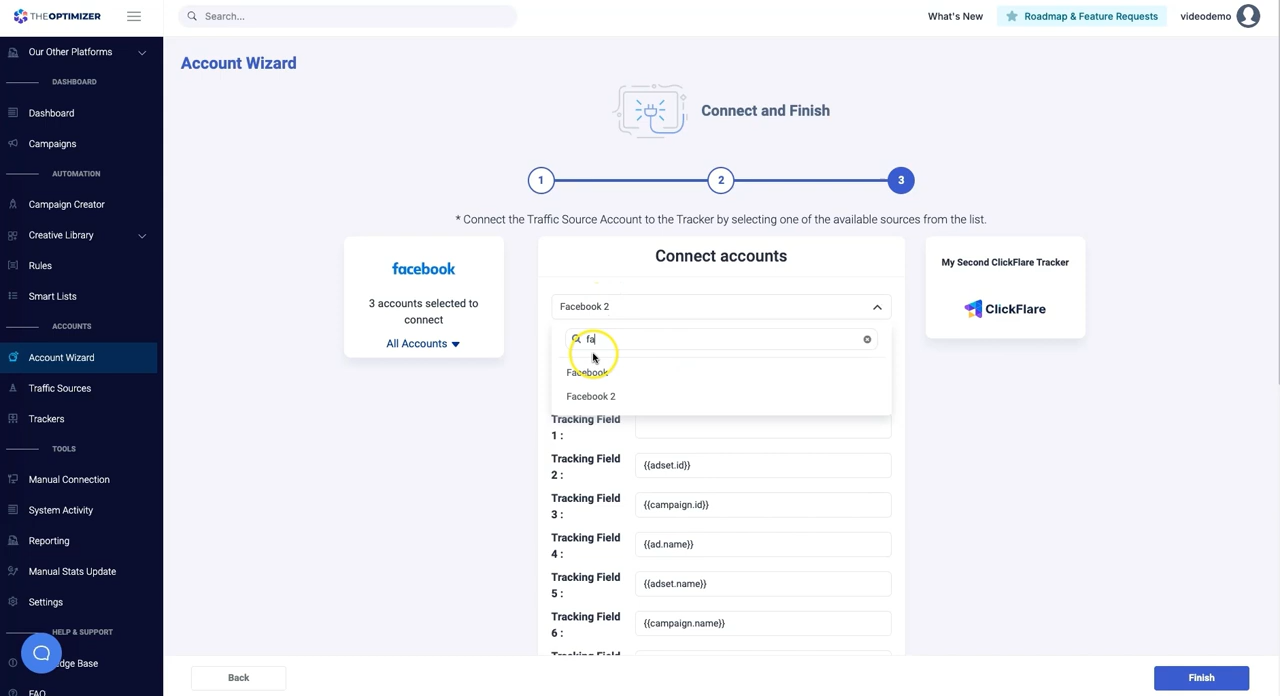 THEOPTIMIZER
Search...
What's New
Roadmap & Feature Requests
videodemo
Our Other Platforms
DASHBOARD
Dashboard
Campaigns
AUTOMATION
Campaign Creator
Creative Library
Rules
Smart Lists
ACCOUNTS
Account Wizard
Traffic Sources
Trackers
TOOLS
Manual Connection
System Activity
Reporting
Manual Stats Update
Settings
HELP & SUPPORT
dge Base
FAQ
Account Wizard
Connect and Finish
1
2
3
* Connect the Traffic Source Account to the Tracker by selecting one of the available sources from the list.
facebook
3 accounts selected to
connect
All Accounts
Connect accounts
Facebook 2
fa
Facebook
Facebook 2
Tracking Field
1 :
Tracking Field
2 :
{{adset.id}}
Tracking Field
3 :
{{campaign.id}}
Tracking Field
4 :
{{ad.name}}
Tracking Field
5 :
{{adset.name}}
Tracking Field
6 :
{{campaign.name}}
My Second ClickFlare Tracker
ClickFlare
Back
Finish